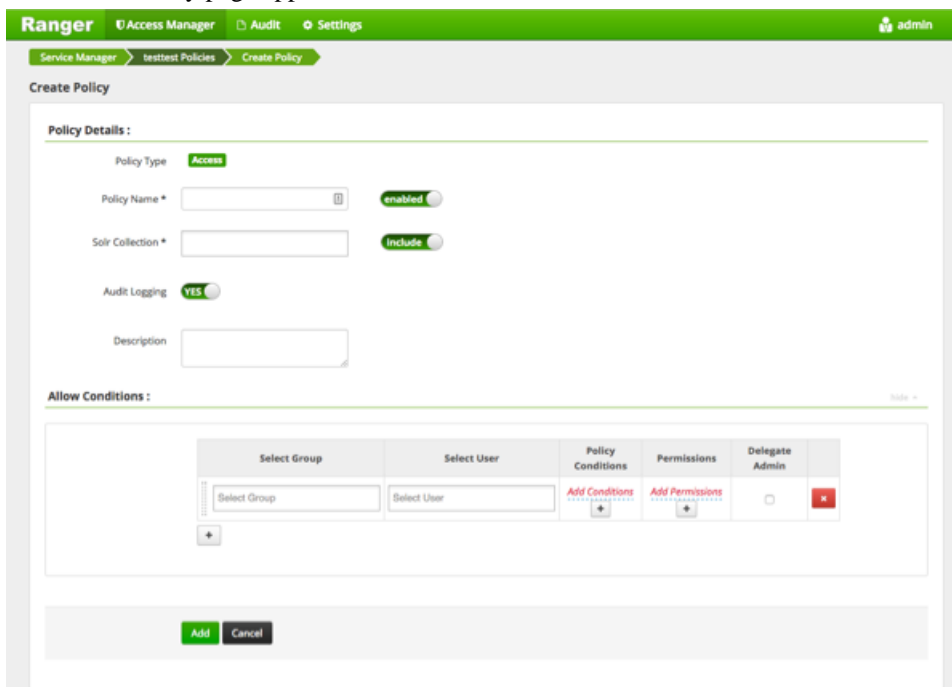 Ranger Access Manager Audit Settings admin
Service Manager testtest Policies Create Policy
Create Policy
Policy Details :
Policy Type Access
Policy Name * enabled
Solr Collection * include
Audit Logging YES
Description
Allow Conditions : hide
Select Group Select User Policy Conditions Permissions Delegate Admin
Select Group Select User Add Conditions Add Permissions
+ +
+
Add Cancel